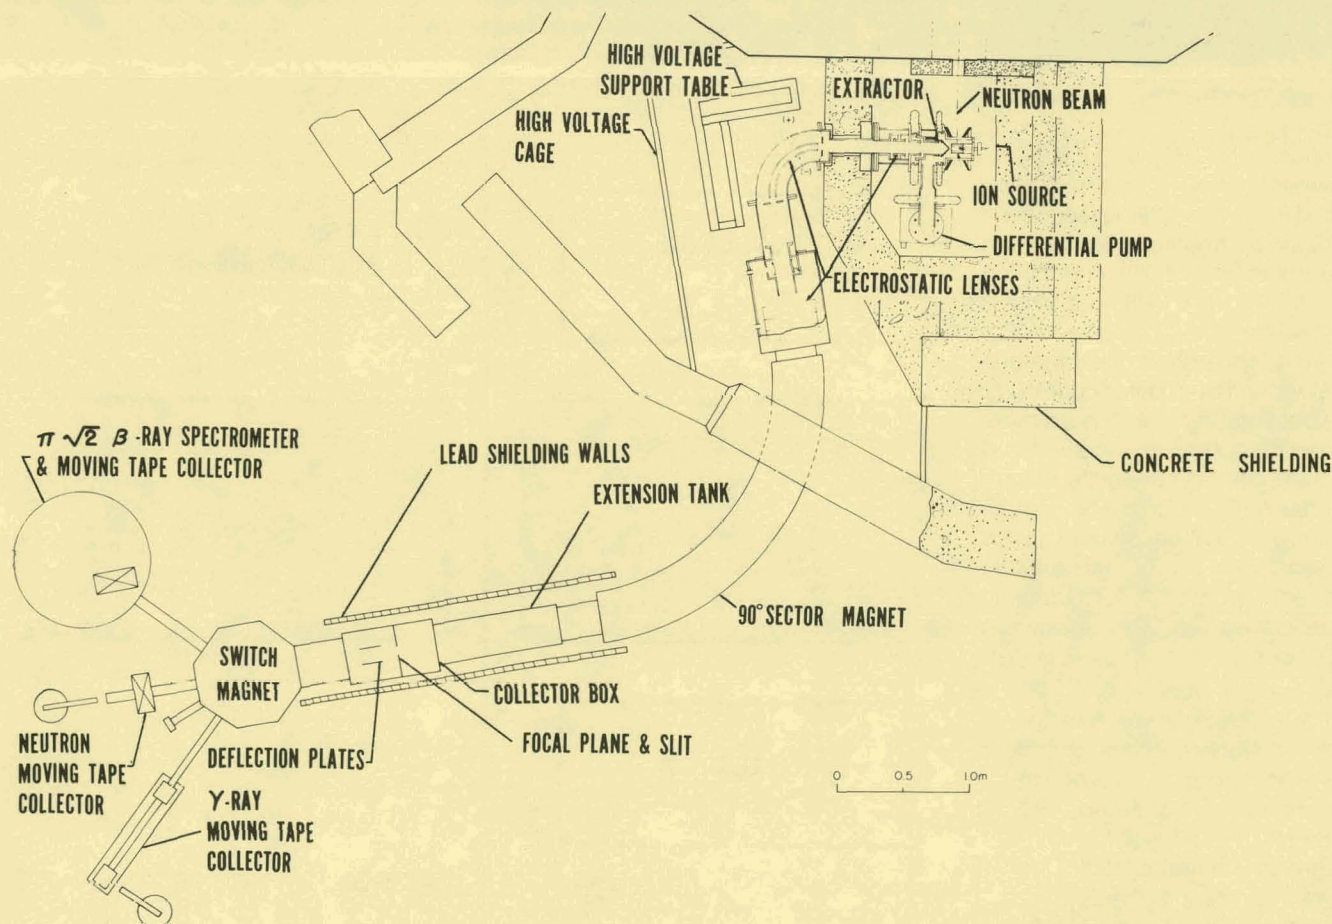 HIGH VOLTAGE
SUPPORT TABLE
EXTRACTOR
NEUTRON BEAM
HIGH VOLTAGE
CAGE
ION SOURCE
DIFFERENTIAL PUMP
ELECTROSTATIC LENSES
π √2 β -RAY SPECTROMETER
& MOVING TAPE COLLECTOR
LEAD SHIELDING WALLS
EXTENSION TANK
CONCRETE SHIELDING
90° SECTOR MAGNET
SWITCH
MAGNET
COLLECTOR BOX
FOCAL PLANE & SLIT
DEFLECTION PLATES
NEUTRON
MOVING TAPE
COLLECTOR
γ-RAY
MOVING TAPE
COLLECTOR
0 0.5 1.0m